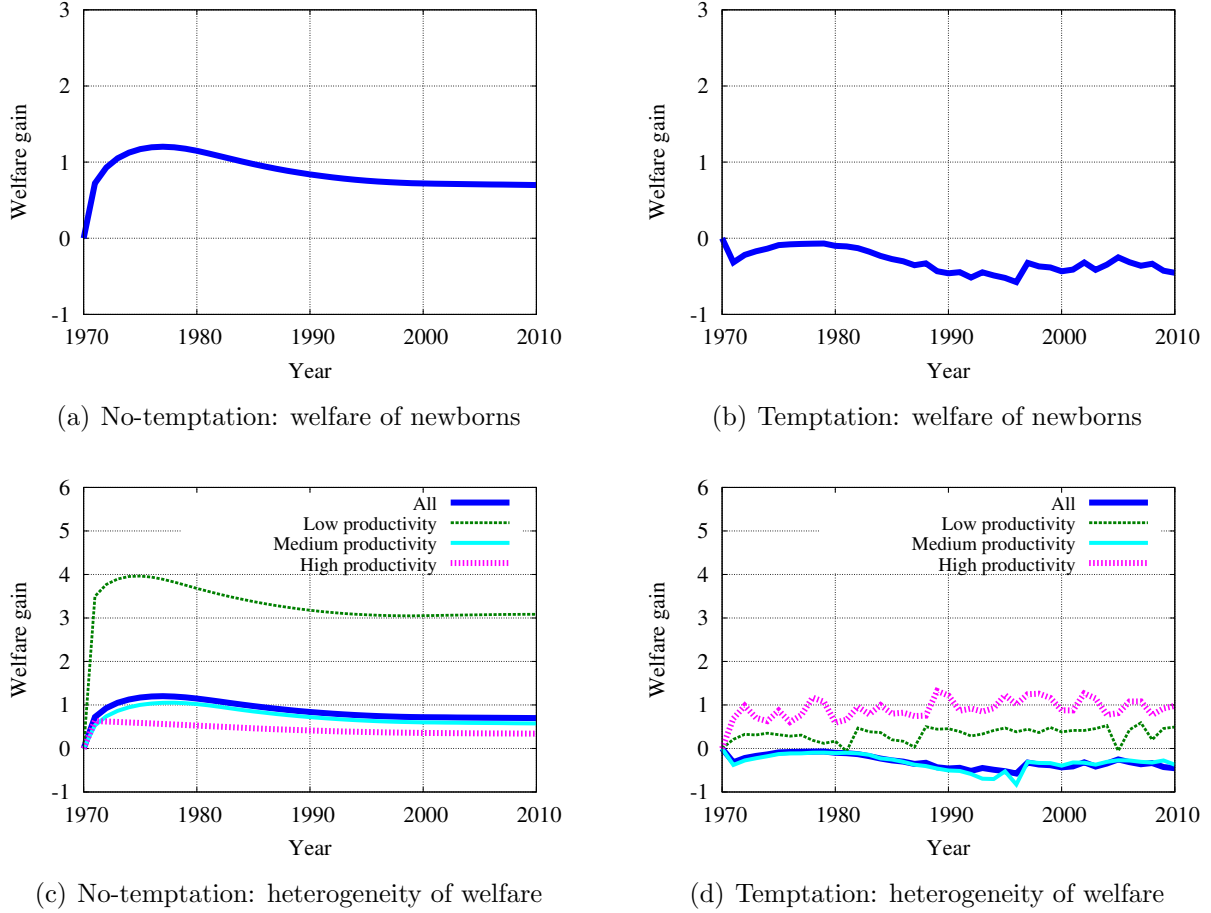 3
2
1
0
-1
Welfare gain
1970 1980 1990 2000 2010
Year
(a) No-temptation: welfare of newborns
3
2
1
0
-1
Welfare gain
1970 1980 1990 2000 2010
Year
(b) Temptation: welfare of newborns
6
5
4
3
2
1
0
-1
Welfare gain
All
Low productivity
Medium productivity
High productivity
1970 1980 1990 2000 2010
Year
(c) No-temptation: heterogeneity of welfare
6
5
4
3
2
1
0
-1
Welfare gain
All
Low productivity
Medium productivity
High productivity
1970 1980 1990 2000 2010
Year
(d) Temptation: heterogeneity of welfare